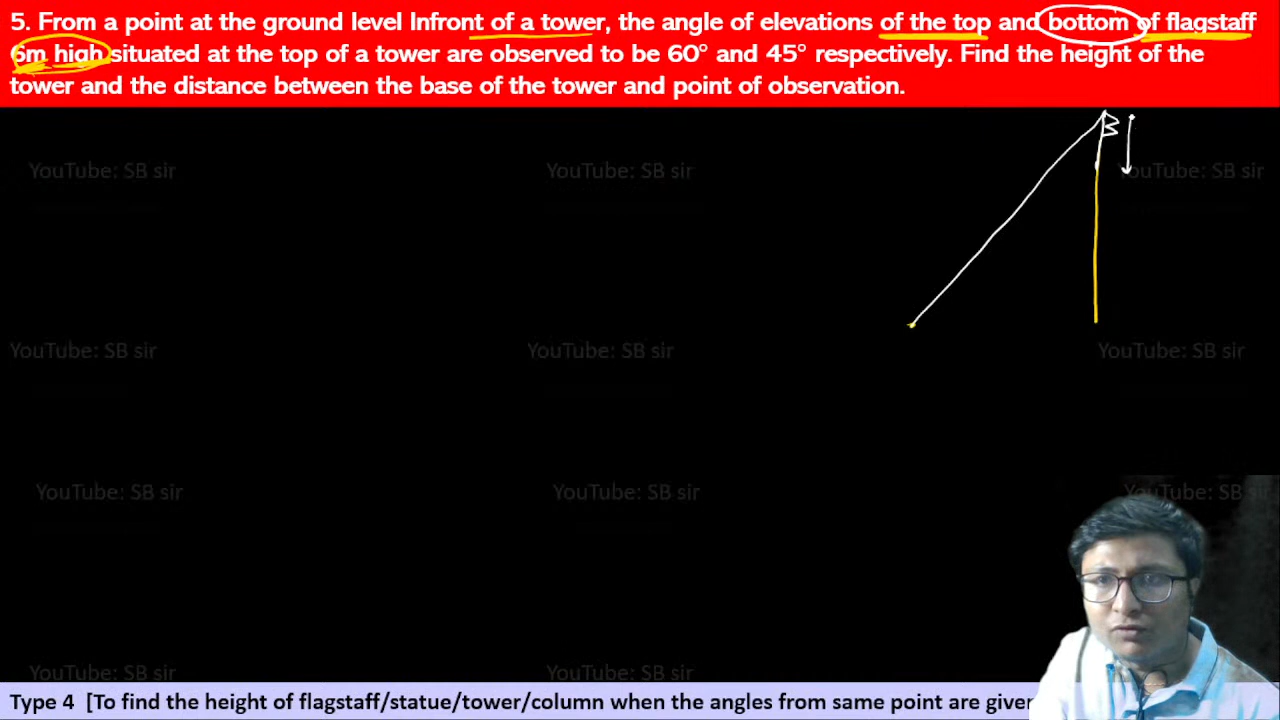 5. From a point at the ground level Infront of a tower, the angle of elevations of the top and bottom of flagstaff
6m high situated at the top of a tower are observed to be 60° and 45° respectively. Find the height of the
tower and the distance between the base of the tower and point of observation.
YouTube: SB sir YouTube: SB sir YouTube: SB sir
YouTube: SB sir YouTube: SB sir YouTube: SB sir
YouTube: SB sir YouTube: SB sir YouTube: SB sir
YouTube: SB sir YouTube: SB sir
Type 4 [To find the height of flagstaff/statue/tower/column when the angles from same point are given